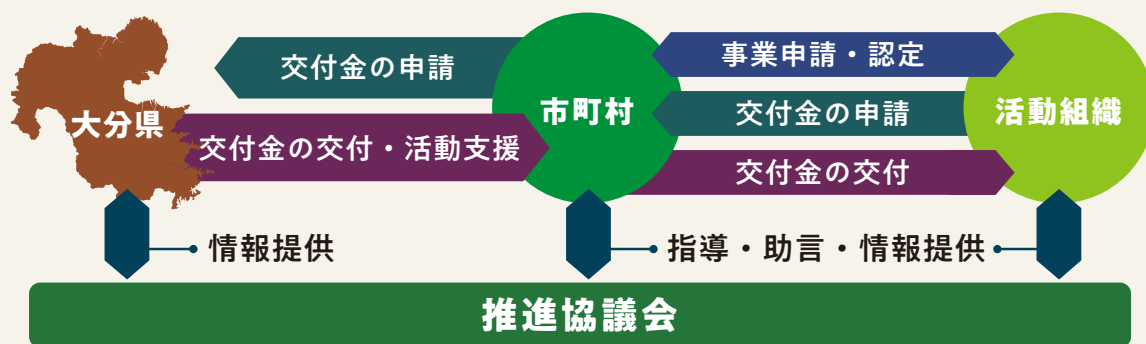 交付金の申請
事業申請・認定
大分県
市町村
交付金の申請
活動組織
交付金の交付・活動支援
交付金の交付
情報提供
指導・助言・情報提供
推進協議会